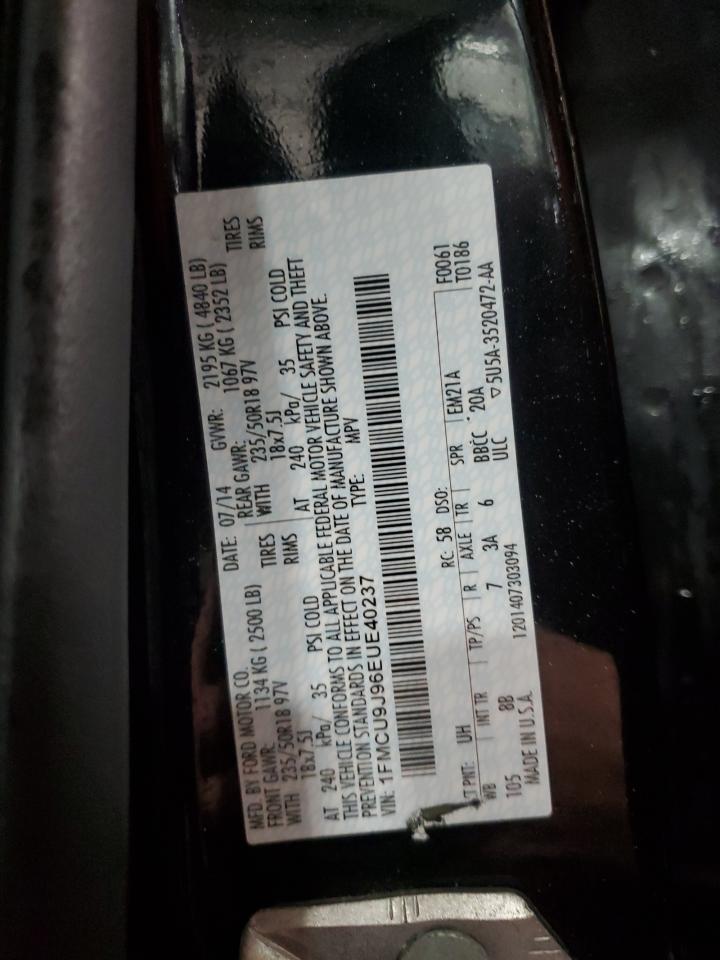 MFD. BY FORD MOTOR CO.
DATE: 07/14 GVWR: 2195 KG ( 4840 LB)
FRONT GAWR: 1134 KG ( 2500 LB) REAR GAWR: 1067 KG ( 2352 LB)
WITH 235/50R18 97V TIRES WITH 235/50R18 97V TIRES
18x7.5J RIMS 18x7.5J RIMS
AT 240 kPa/ 35 PSI COLD AT 240 kPa/ 35 PSI COLD
THIS VEHICLE CONFORMS TO ALL APPLICABLE FEDERAL MOTOR VEHICLE SAFETY AND THEFT
PREVENTION STANDARDS IN EFFECT ON THE DATE OF MANUFACTURE SHOWN ABOVE.
VIN: 1FMCU9J96EUE40237 TYPE: MPV
F0061
T0186
PNT: UH RC: 58 DSO:
WB INT TR TP/PS R AXLE TR SPR EM21A
105 8B 7 3A 6 BBCC 20A
MADE IN U.S.A. 1201407303094 ULC ▽5U5A-3520472-AA